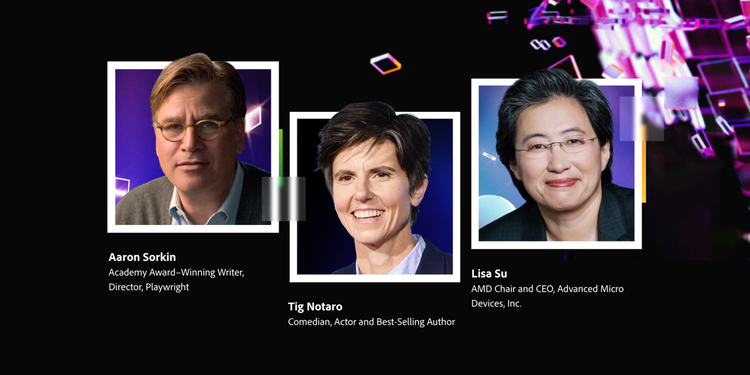 Aaron Sorkin
Academy Award–Winning Writer,
Director, Playwright
Tig Notaro
Comedian, Actor and Best-Selling Author
Lisa Su
AMD Chair and CEO, Advanced Micro
Devices, Inc.